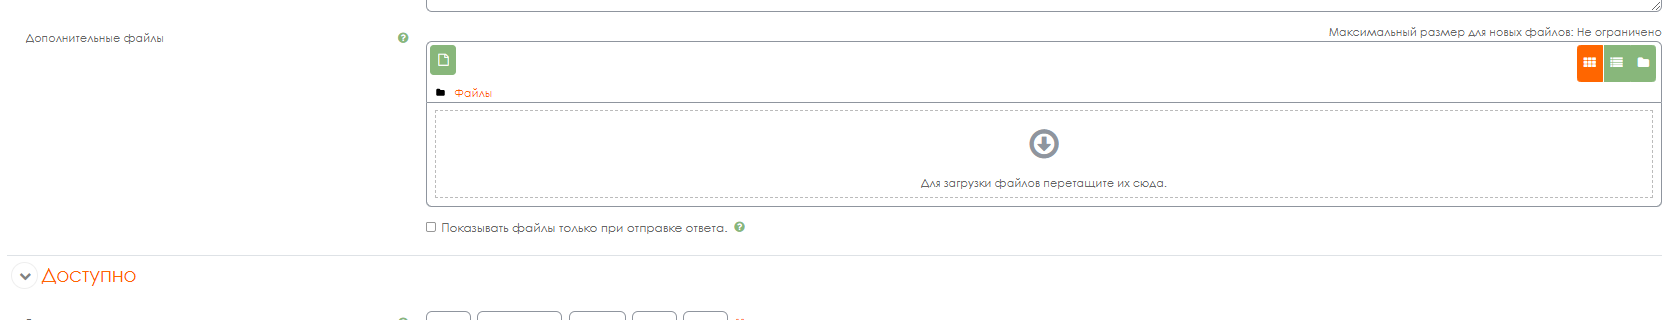 Максимальный размер для новых файлов: Не ограничено
Дополнительные файлы
Файлы
Для загрузки файлов перетащите их сюда.
Показывать файлы только при отправке ответа.
Доступно